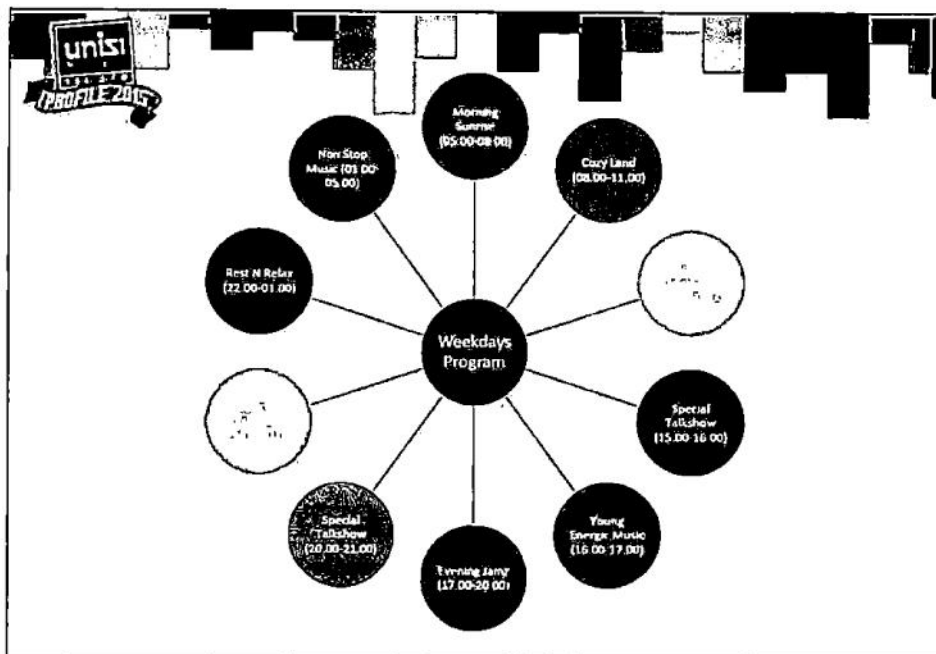 unisi
PROFILE 2015
Morning
Sunrise
(05.00-08.00)
Cozy Land
(08.00-11.00)
Special
Talkshow
(15.00-16.00)
Young
Energic Music
(16.00-17.00)
Evening Jamz
(17.00-20.00)
Special
Talkshow
(20.00-21.00)
Rest N Relax
(22.00-01.00)
Non Stop
Music (01.00-
05.00)
Weekdays
Program